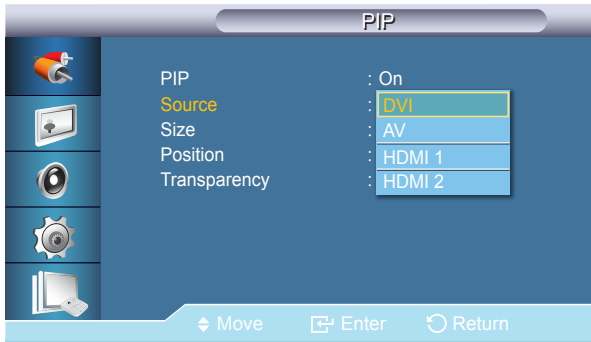 PIP
PIP : On
Source : DVI
Size : AV
Position : HDMI 1
Transparency : HDMI 2
Move Enter Return